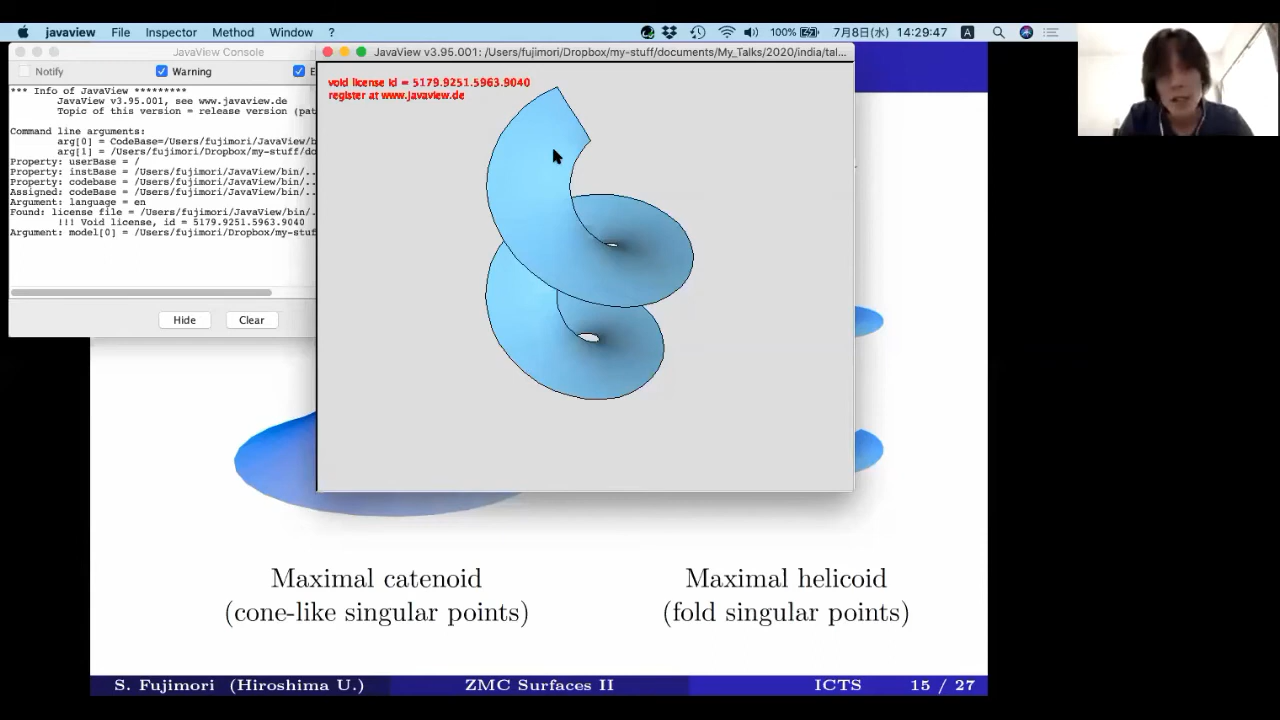 javaview File Inspector Method Window ? 100% 7月8日(水) 14:29:47 A
JavaView Console
Notify Warning
*** Info of JavaView *********
JavaView v3.95.001, see www.javaview.de
Topic of this version = release version (pat
Command line arguments:
arg[0] = CodeBase=/Users/fujimori/JavaView/b
arg[1] = /Users/fujimori/Dropbox/my-stuff/do
Property: userBase = /
Property: instBase = /Users/fujimori/JavaView/bin/..
Property: codebase = /Users/fujimori/JavaView/bin/..
Assigned: codeBase = /Users/fujimori/JavaView/bin/..
Argument: language = en
Found: license file = /Users/fujimori/JavaView/bin/.
!!! Void license, id = 5179.9251.5963.9040
Argument: model[0] = /Users/fujimori/Dropbox/my-stuf
Hide Clear
JavaView v3.95.001: /Users/fujimori/Dropbox/my-stuff/documents/My_Talks/2020/india/tal...
void license id = 5179.9251.5963.9040
register at www.javaview.de
Maximal catenoid
(cone-like singular points)
Maximal helicoid
(fold singular points)
S. Fujimori (Hiroshima U.) ZMC Surfaces II ICTS 15 / 27